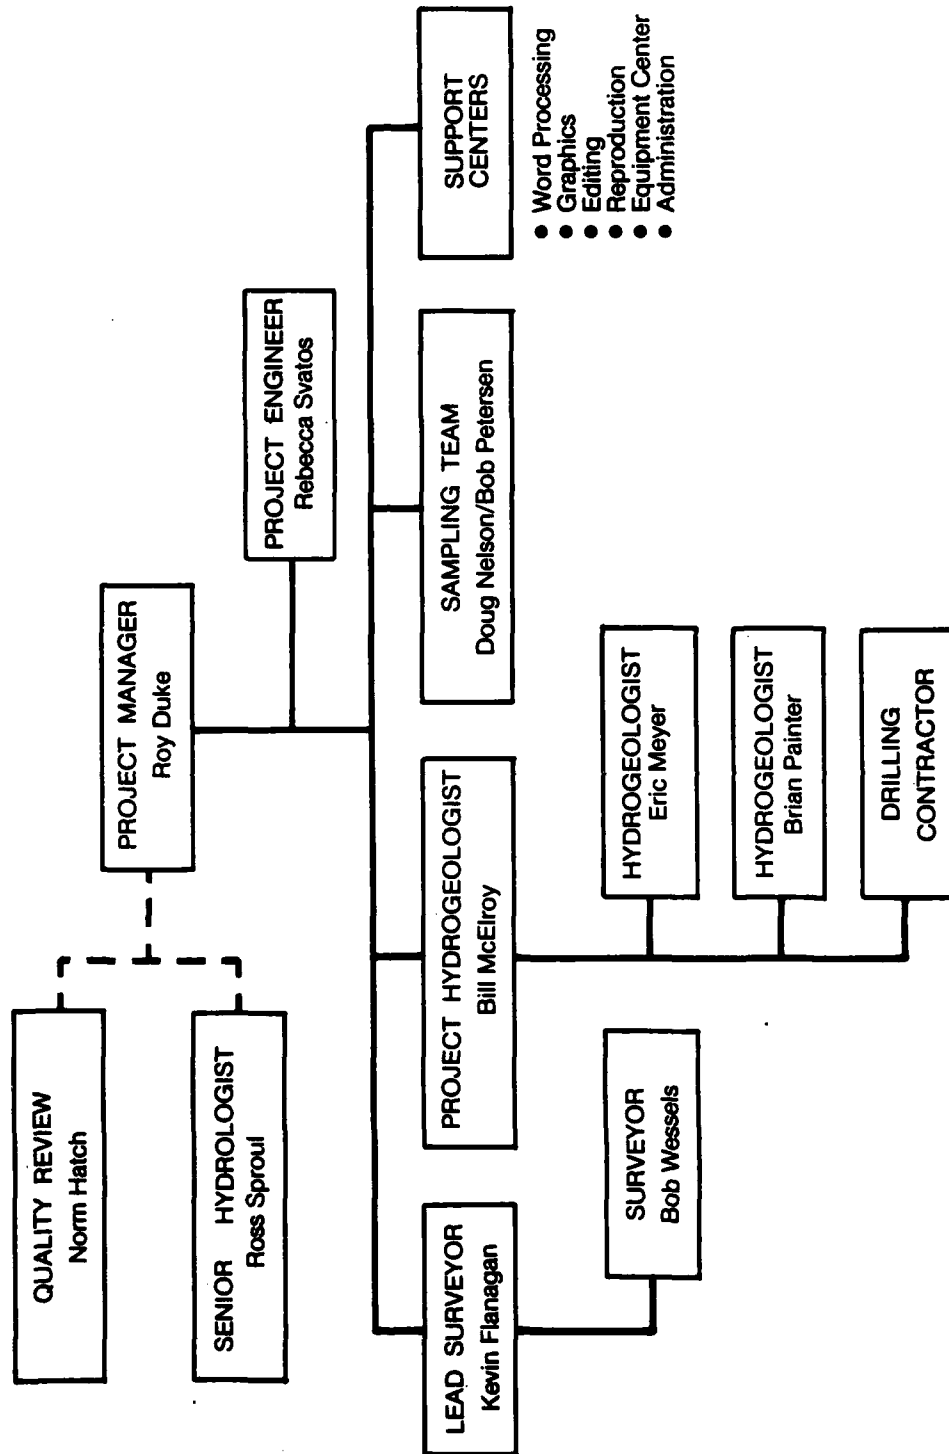 QUALITY REVIEW
Norm Hatch
SENIOR HYDROLOGIST
Ross Sproul
PROJECT MANAGER
Roy Duke
PROJECT ENGINEER
Rebecca Svatos
LEAD SURVEYOR
Kevin Flanagan
PROJECT HYDROGEOLOGIST
Bill McElroy
SAMPLING TEAM
Doug Nelson/Bob Petersen
SUPPORT
CENTERS
● Word Processing
● Graphics
● Editing
● Reproduction
● Equipment Center
● Administration
SURVEYOR
Bob Wessels
HYDROGEOLOGIST
Eric Meyer
HYDROGEOLOGIST
Brian Painter
DRILLING
CONTRACTOR